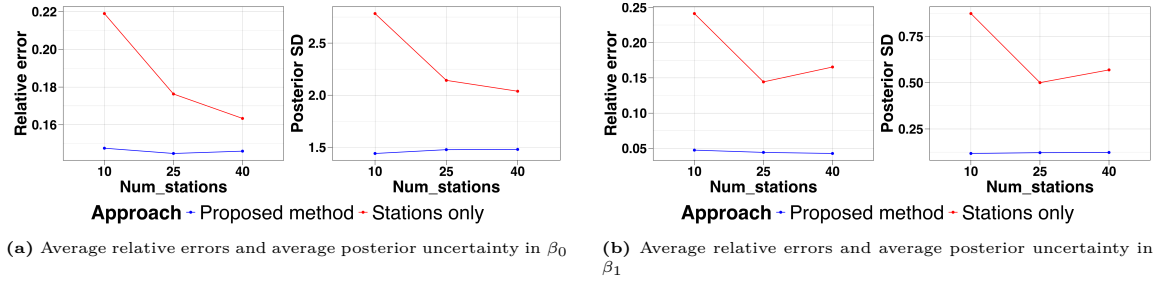 Relative error
0.22
0.20
0.18
0.16
10 25 40
Num_stations
Posterior SD
2.5
2.0
1.5
10 25 40
Num_stations
Approach Proposed method Stations only
(a) Average relative errors and average posterior uncertainty in β0
Relative error
0.25
0.20
0.15
0.10
0.05
10 25 40
Num_stations
Posterior SD
0.75
0.50
0.25
10 25 40
Num_stations
Approach Proposed method Stations only
(b) Average relative errors and average posterior uncertainty in
β1